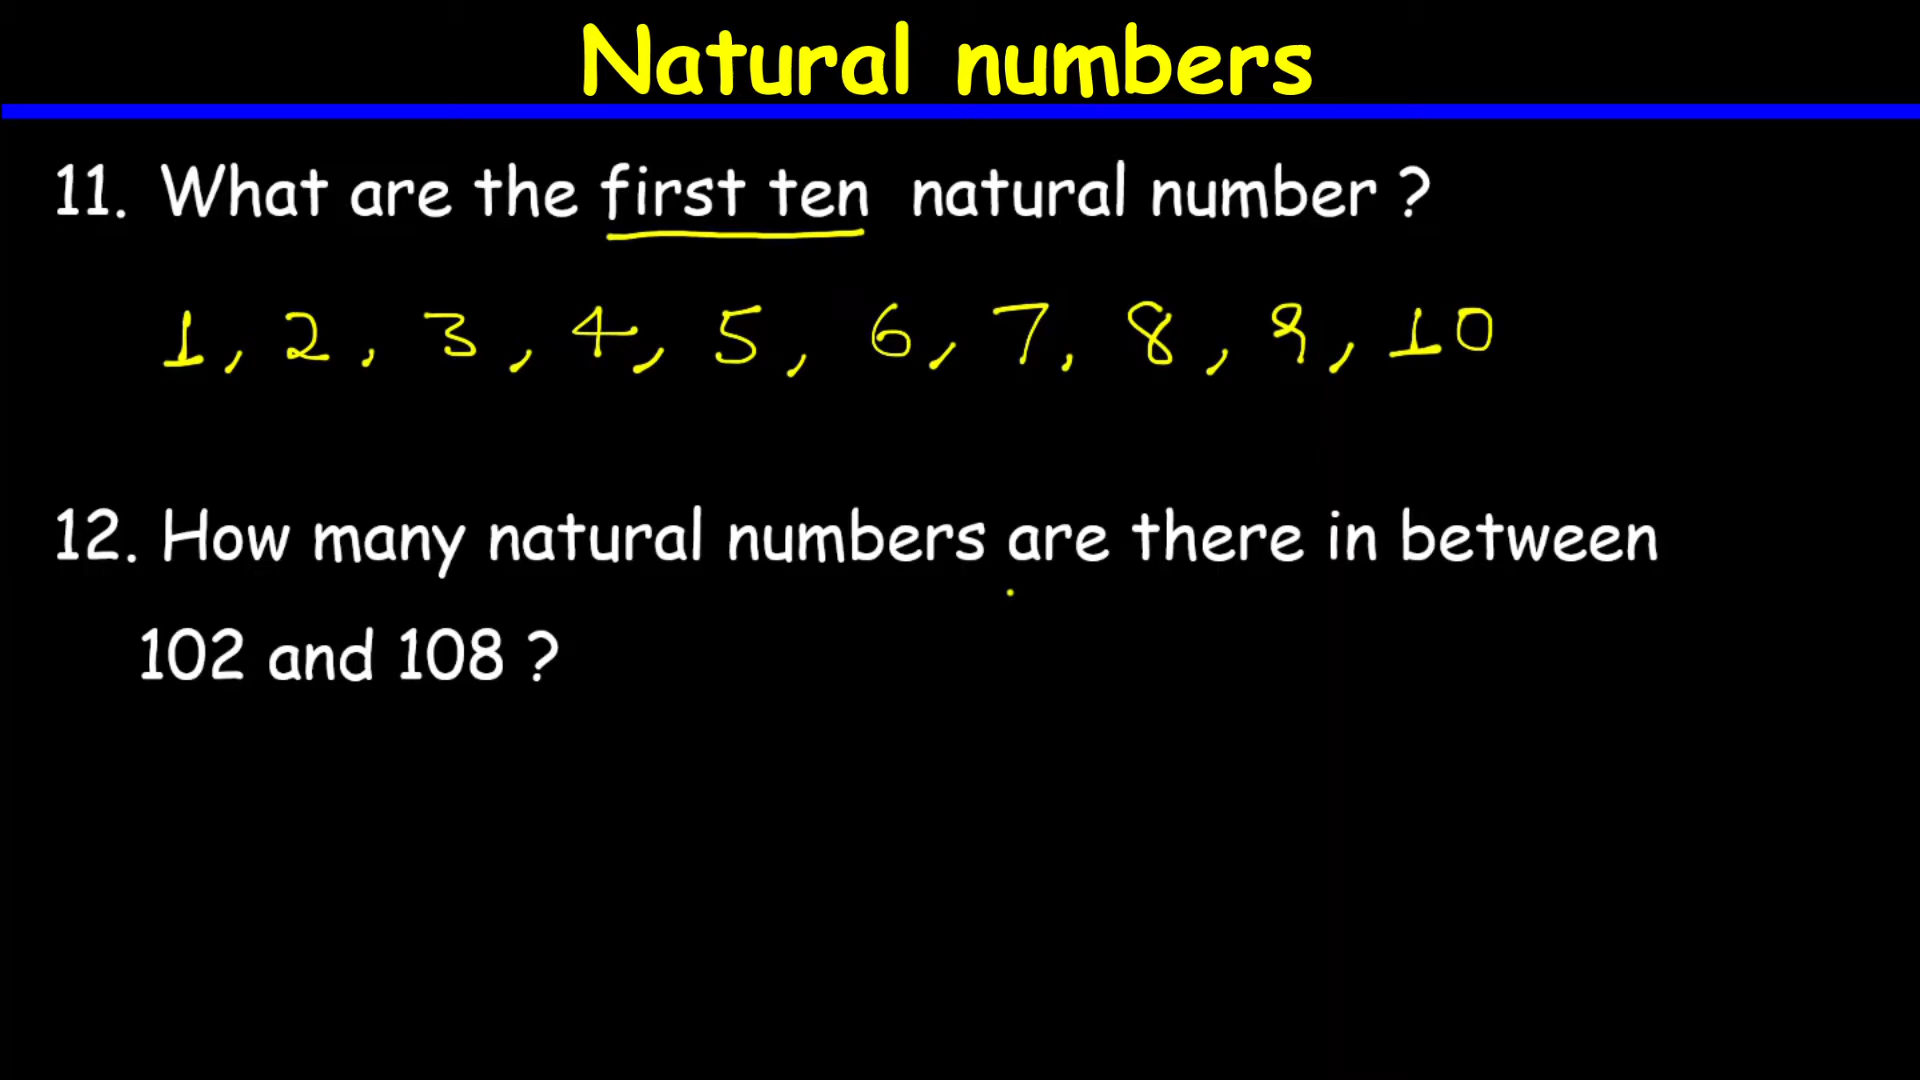 Natural numbers
11. What are the first ten natural number ?
1, 2, 3, 4, 5, 6, 7, 8, 9, 10
12. How many natural numbers are there in between
102 and 108 ?